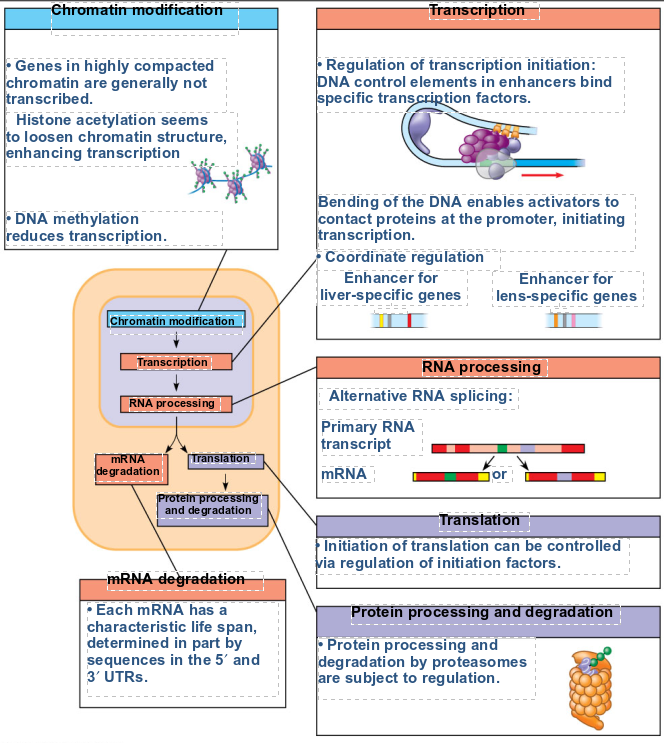 Chromatin modification
• Genes in highly compacted
chromatin are generally not
transcribed.
Histone acetylation seems
to loosen chromatin structure,
enhancing transcription
• DNA methylation
reduces transcription.
Transcription
• Regulation of transcription initiation:
DNA control elements in enhancers bind
specific transcription factors.
Bending of the DNA enables activators to
contact proteins at the promoter, initiating
transcription.
• Coordinate regulation
Enhancer for
liver-specific genes
Enhancer for
lens-specific genes
Chromatin modification
Transcription
RNA processing
mRNA
degradation
Translation
Protein processing
and degradation
RNA processing
Alternative RNA splicing:
Primary RNA
transcript
mRNA
or
Translation
• Initiation of translation can be controlled
via regulation of initiation factors.
mRNA degradation
• Each mRNA has a
characteristic life span,
determined in part by
sequences in the 5′ and
3′ UTRs.
Protein processing and degradation
• Protein processing and
degradation by proteasomes
are subject to regulation.